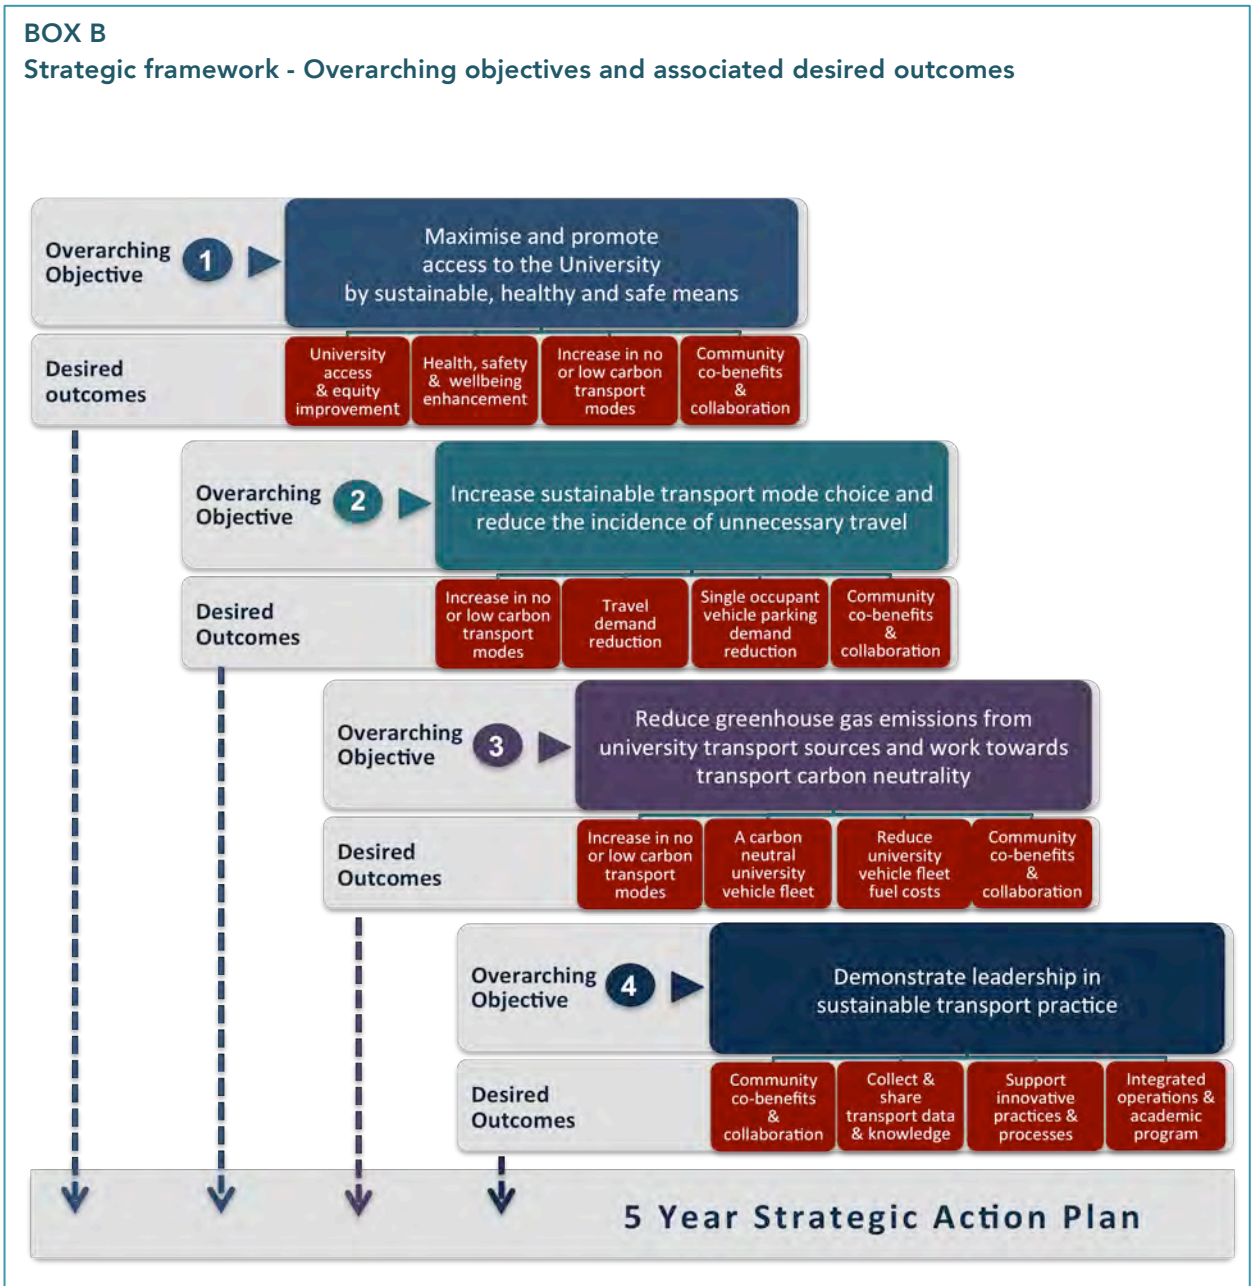 BOX B
Strategic framework - Overarching objectives and associated desired outcomes
Overarching
Objective
1
Maximise and promote
access to the University
by sustainable, healthy and safe means
Desired
outcomes
University
access
& equity
improvement
Health, safety
& wellbeing
enhancement
Increase in no
or low carbon
transport
modes
Community
co-benefits
&
collaboration
Overarching
Objective
2
Increase sustainable transport mode choice and
reduce the incidence of unnecessary travel
Desired
Outcomes
Increase in no
or low carbon
transport
modes
Travel
demand
reduction
Single occupant
vehicle parking
demand
reduction
Community
co-benefits
&
collaboration
Overarching
Objective
3
Reduce greenhouse gas emissions from
university transport sources and work towards
transport carbon neutrality
Desired
Outcomes
Increase in no
or low carbon
transport
modes
A carbon
neutral
university
vehicle fleet
Reduce
university
vehicle fleet
fuel costs
Community
co-benefits
&
collaboration
Overarching
Objective
4
Demonstrate leadership in
sustainable transport practice
Desired
Outcomes
Community
co-benefits
&
collaboration
Collect &
share
transport data
& knowledge
Support
innovative
practices &
processes
Integrated
operations &
academic
program
5 Year Strategic Action Plan